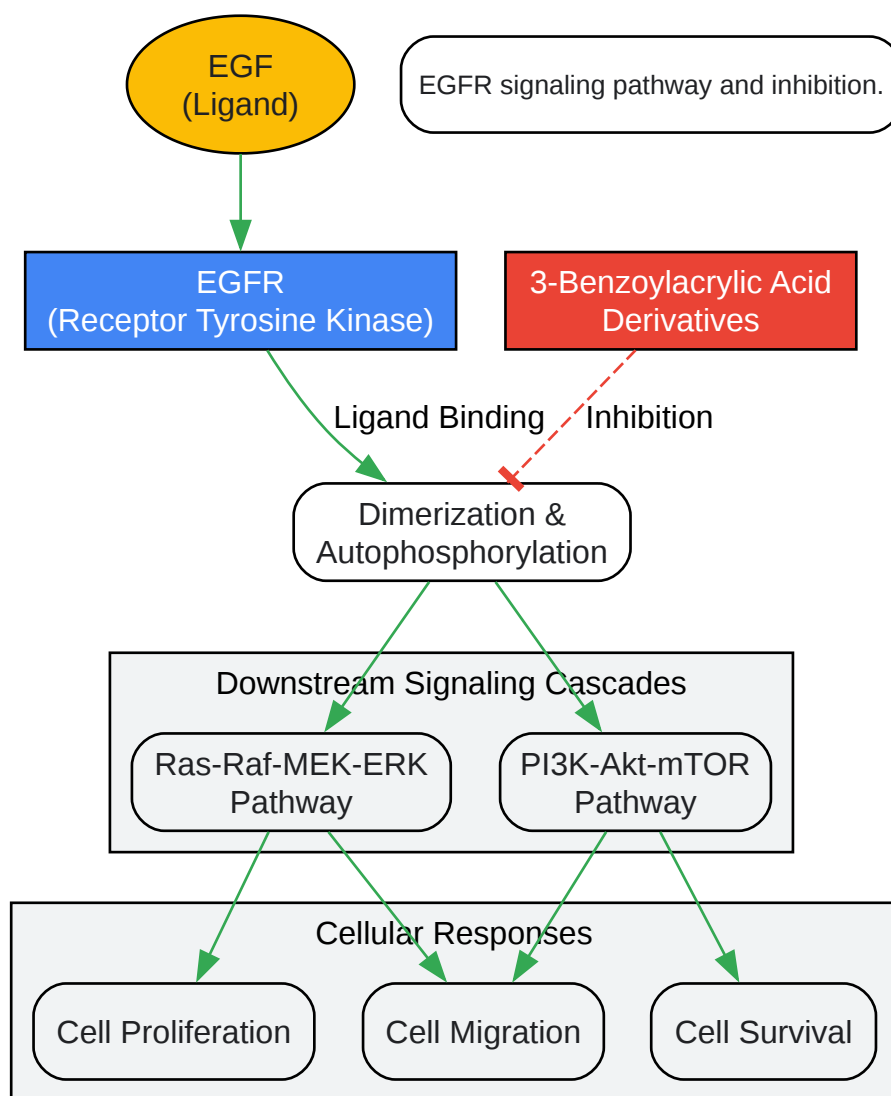 EGF
(Ligand)
EGFR signaling pathway and inhibition.
EGFR
(Receptor Tyrosine Kinase)
3-Benzoylacrylic Acid
Derivatives
Ligand Binding
Inhibition
Dimerization &
Autophosphorylation
Downstream Signaling Cascades
Ras-Raf-MEK-ERK
Pathway
PI3K-Akt-mTOR
Pathway
Cellular Responses
Cell Proliferation
Cell Migration
Cell Survival